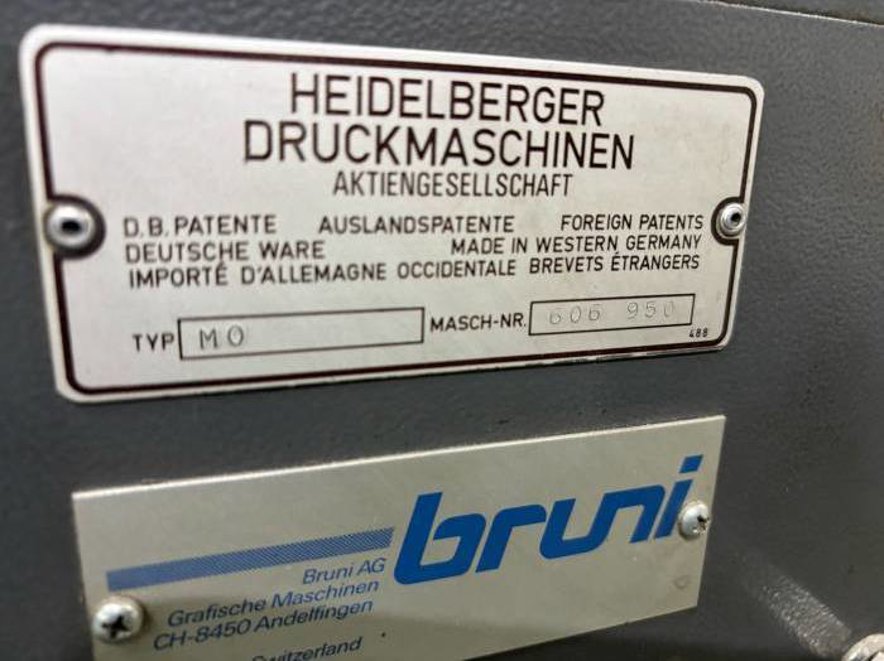 HEIDELBERGER
DRUCKMASCHINEN
AKTIENGESELLSCHAFT
D.B. PATENTE AUSLANDSPATENTE FOREIGN PATENTS
DEUTSCHE WARE MADE IN WESTERN GERMANY
IMPORTÉ D'ALLEMAGNE OCCIDENTALE BREVETS ÉTRANGERS
TYP MO MASCH-NR. 606 950
488
bruni
Bruni AG
Grafische Maschinen
CH-8450 Andelfingen
Switzerland